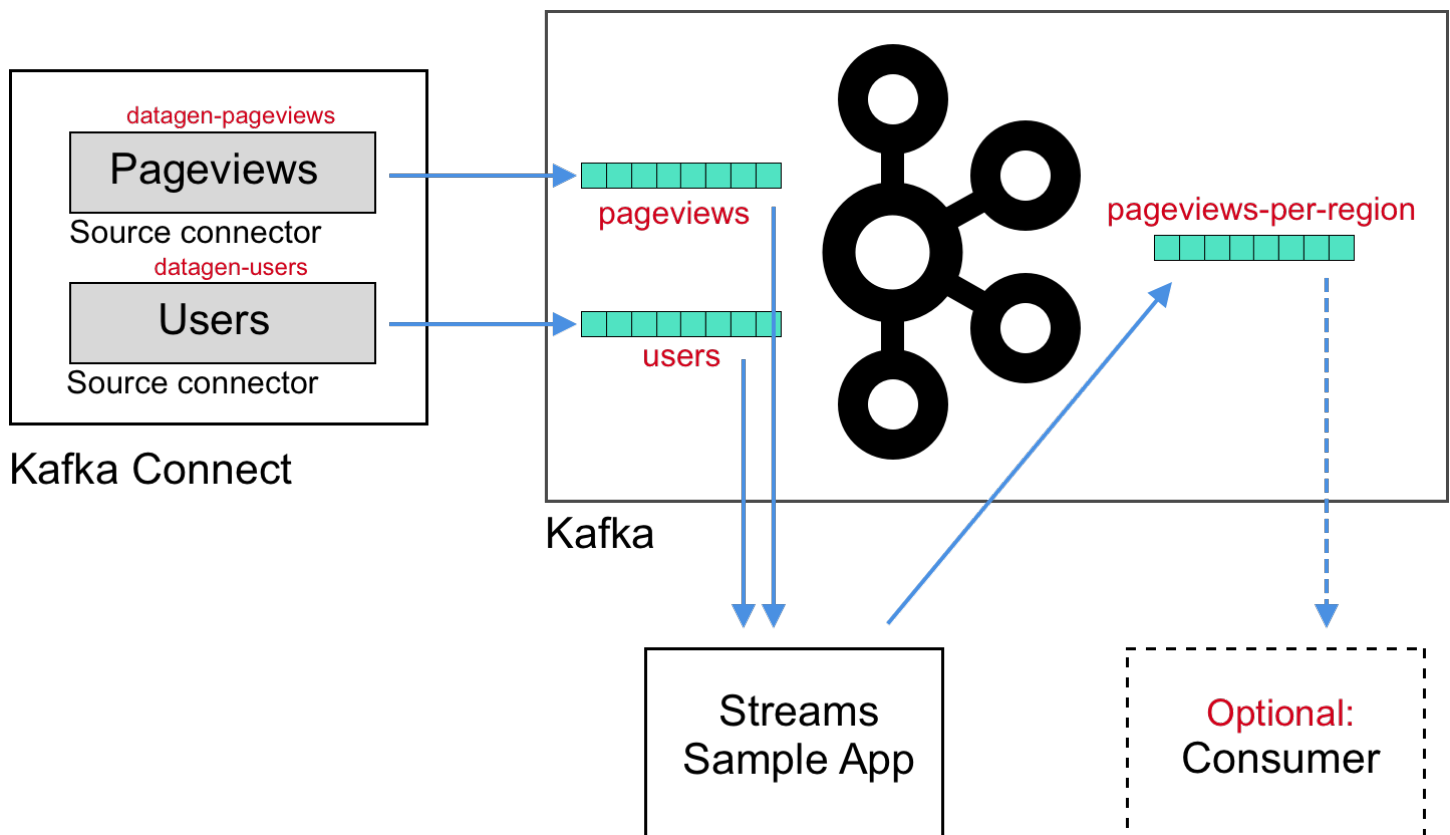 datagen-pageviews
Pageviews
Source connector
datagen-users
Users
Source connector
Kafka Connect
pageviews
users
pageviews-per-region
Kafka
Streams
Sample App
Optional:
Consumer